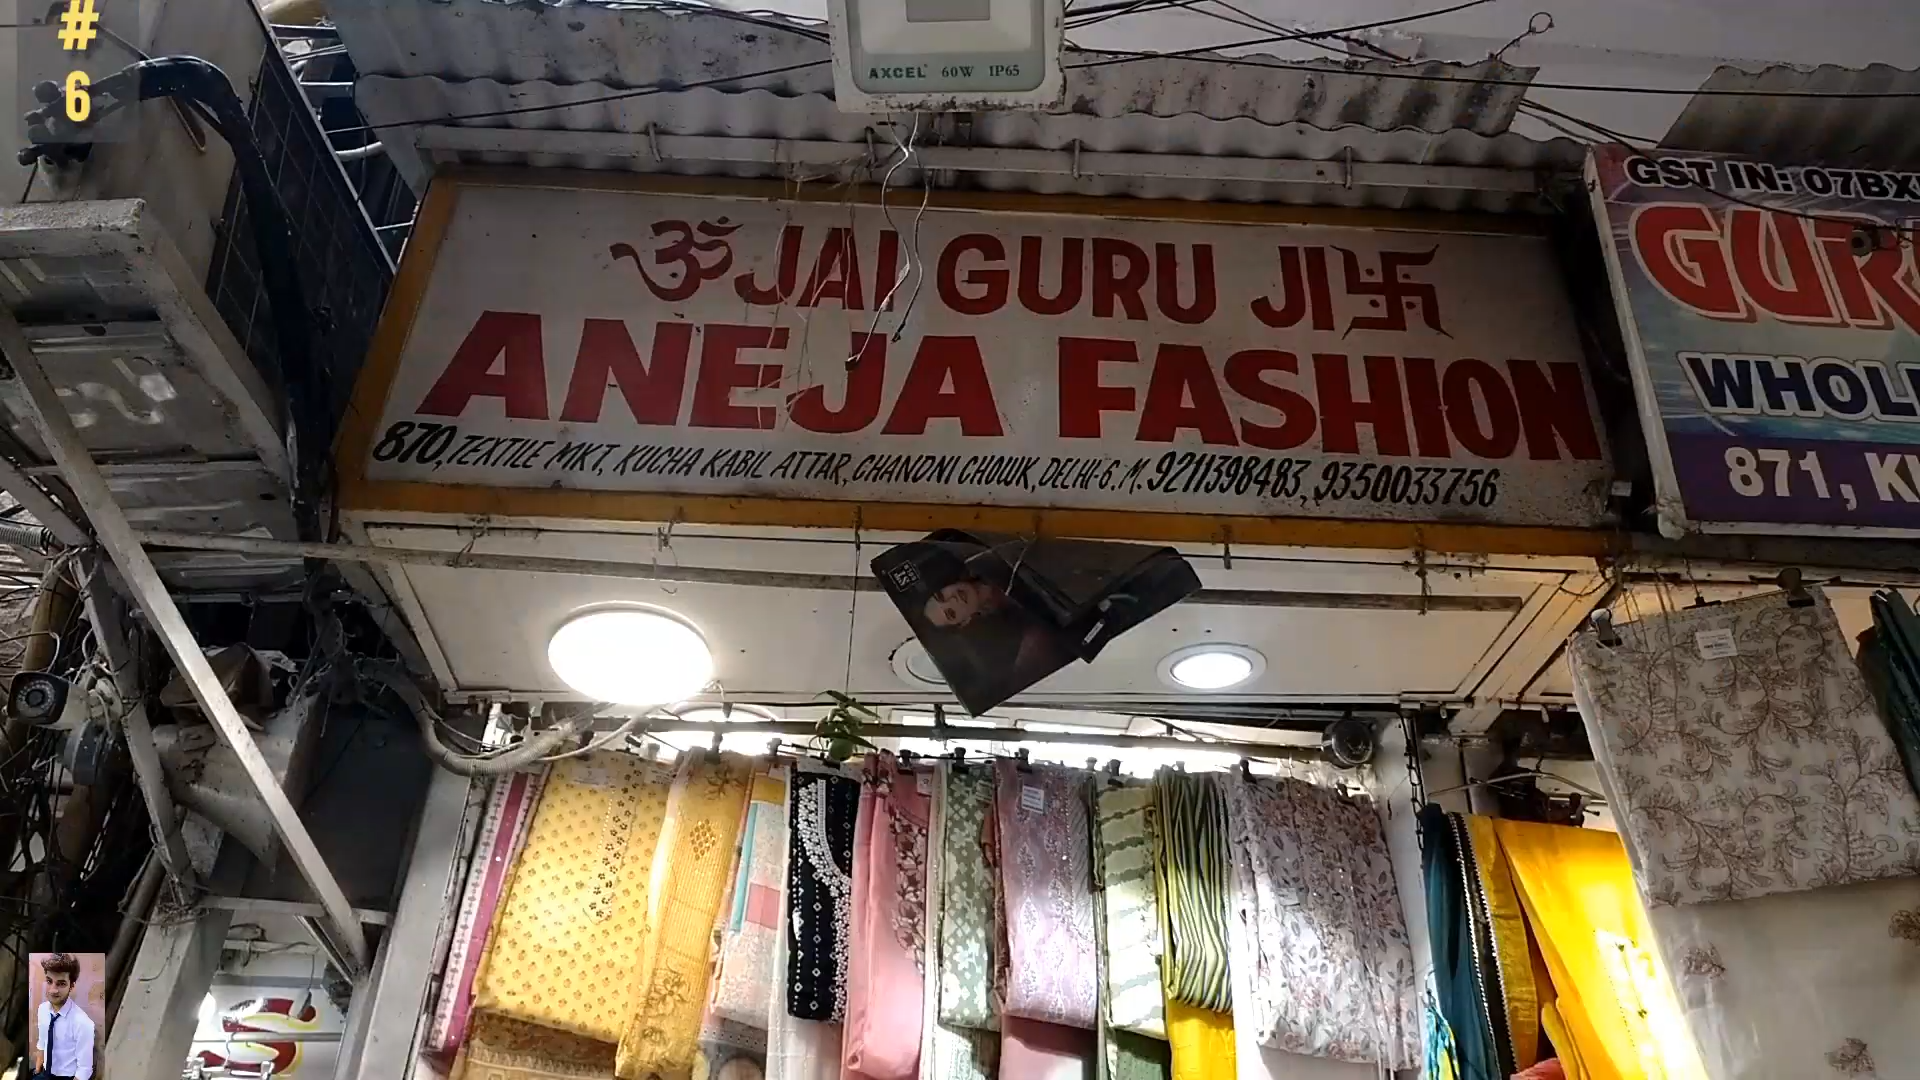 #
6
AXCEL 60W IP65
ॐ JAI GURU JI 卐
ANEJA FASHION
870, TEXTILE MKT, KUCHA KABIL ATTAR, CHANDNI CHOWK, DELHI-6. M. 9211398483, 9350033756
GST IN: 07BX
GUR
WHOL
871, K